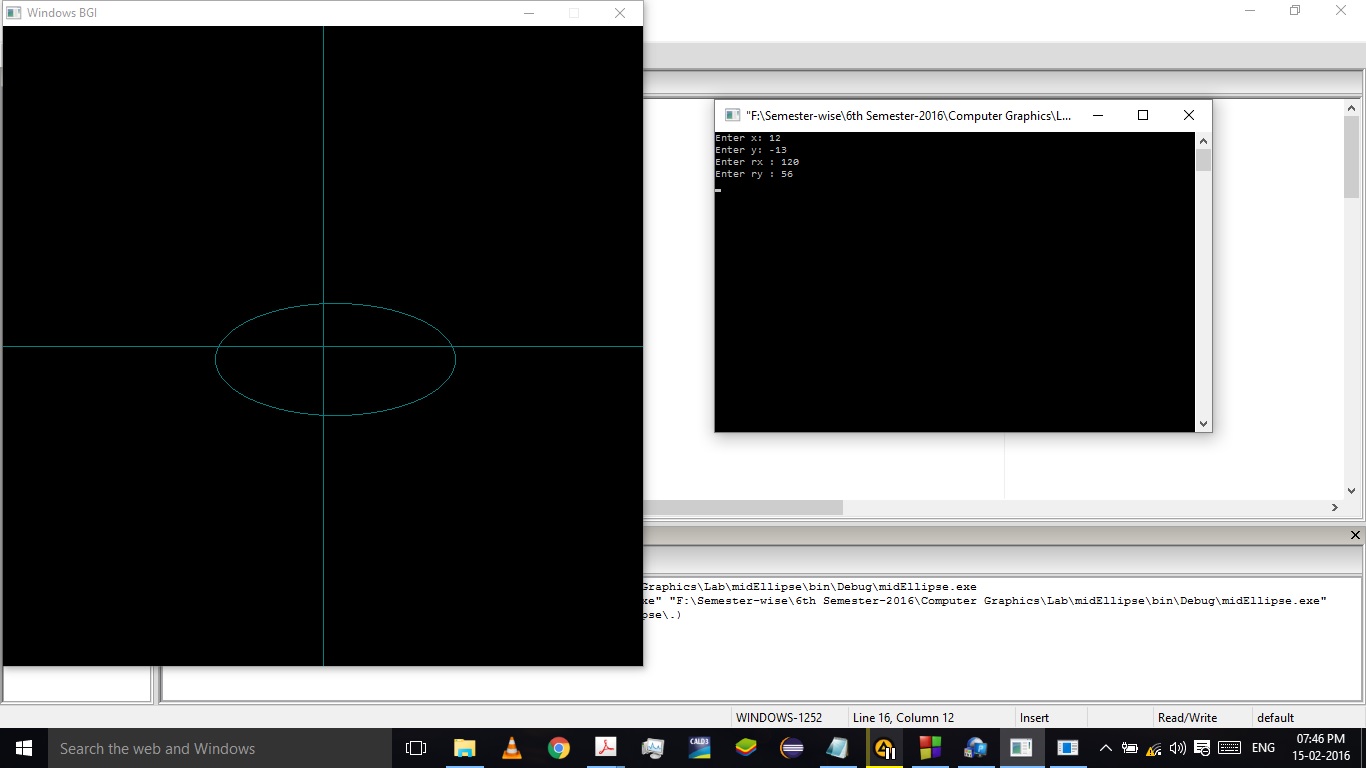 Windows BGI
"F:\Semester-wise\6th Semester-2016\Computer Graphics\L...
Enter x: 12
Enter y: -13
Enter rx : 120
Enter ry : 56
Graphics\Lab\midEllipse\bin\Debug\midEllipse.exe
xe" "F:\Semester-wise\6th Semester-2016\Computer Graphics\Lab\midEllipse\bin\Debug\midEllipse.exe"
pse\.)
WINDOWS-1252 Line 16, Column 12 Insert Read/Write default
Search the web and Windows
CALD3
ENG
07:46 PM
15-02-2016